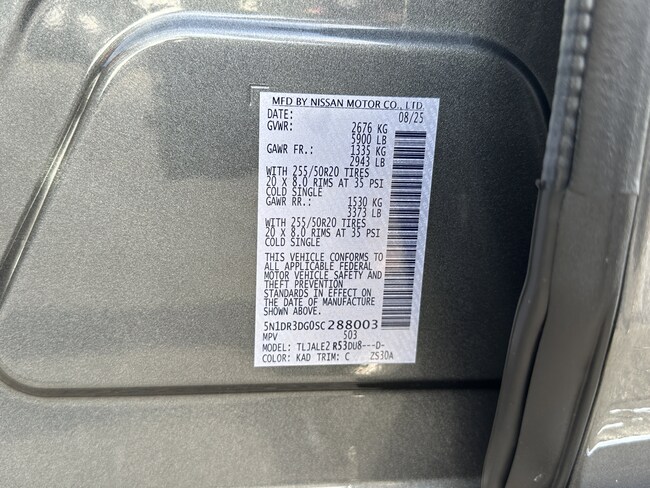 MFD BY NISSAN MOTOR CO., LTD.
DATE: 08/25
GVWR: 2676 KG
5900 LB
GAWR FR.: 1335 KG
2943 LB
WITH 255/50R20 TIRES
20 X 8.0 RIMS AT 35 PSI
COLD SINGLE
GAWR RR.: 1530 KG
3373 LB
WITH 255/50R20 TIRES
20 X 8.0 RIMS AT 35 PSI
COLD SINGLE
THIS VEHICLE CONFORMS TO
ALL APPLICABLE FEDERAL
MOTOR VEHICLE SAFETY AND
THEFT PREVENTION
STANDARDS IN EFFECT ON
THE DATE OF MANUFACTURE
SHOWN ABOVE.
5N1DR3DG0SC288003
MPV 503
MODEL: TLJALE2 R53DU8---D-
COLOR: KAD TRIM: C ZS30A